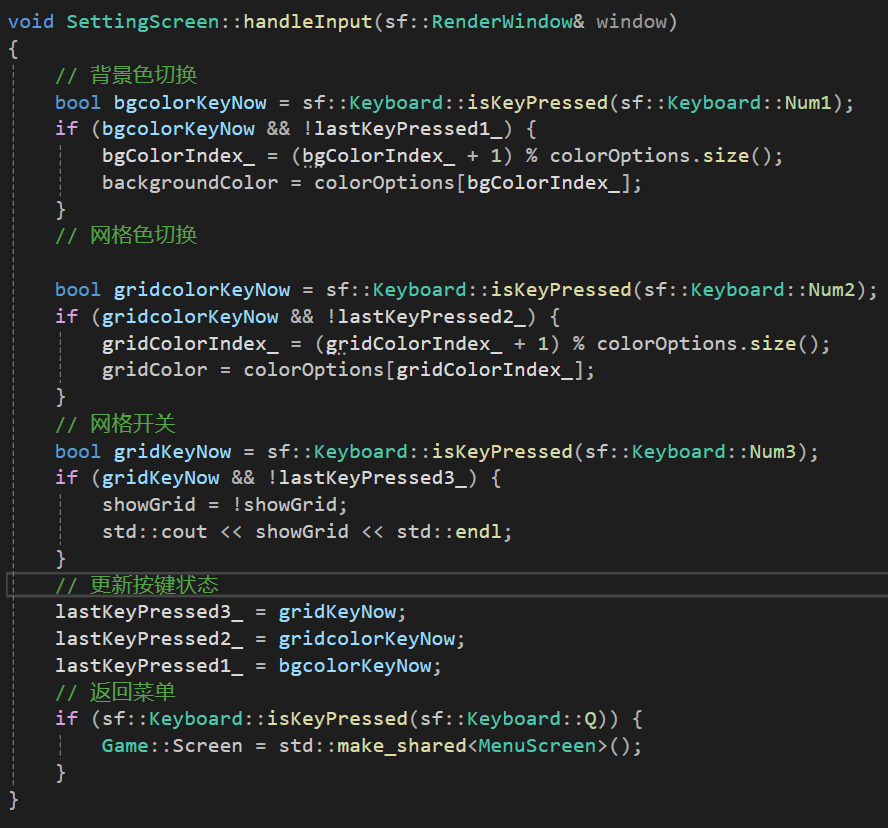 void SettingScreen::handleInput(sf::RenderWindow& window)
{
    // 背景色切换
    bool bgcolorKeyNow = sf::Keyboard::isKeyPressed(sf::Keyboard::Num1);
    if (bgcolorKeyNow && !lastKeyPressed1_) {
        bgColorIndex_ = (bgColorIndex_ + 1) % colorOptions.size();
        backgroundColor = colorOptions[bgColorIndex_];
    }
    // 网格色切换

    bool gridcolorKeyNow = sf::Keyboard::isKeyPressed(sf::Keyboard::Num2);
    if (gridcolorKeyNow && !lastKeyPressed2_) {
        gridColorIndex_ = (gridColorIndex_ + 1) % colorOptions.size();
        gridColor = colorOptions[gridColorIndex_];
    }
    // 网格开关
    bool gridKeyNow = sf::Keyboard::isKeyPressed(sf::Keyboard::Num3);
    if (gridKeyNow && !lastKeyPressed3_) {
        showGrid = !showGrid;
        std::cout << showGrid << std::endl;
    }
    // 更新按键状态
    lastKeyPressed3_ = gridKeyNow;
    lastKeyPressed2_ = gridcolorKeyNow;
    lastKeyPressed1_ = bgcolorKeyNow;
    // 返回菜单
    if (sf::Keyboard::isKeyPressed(sf::Keyboard::Q)) {
        Game::Screen = std::make_shared<MenuScreen>();
    }
}